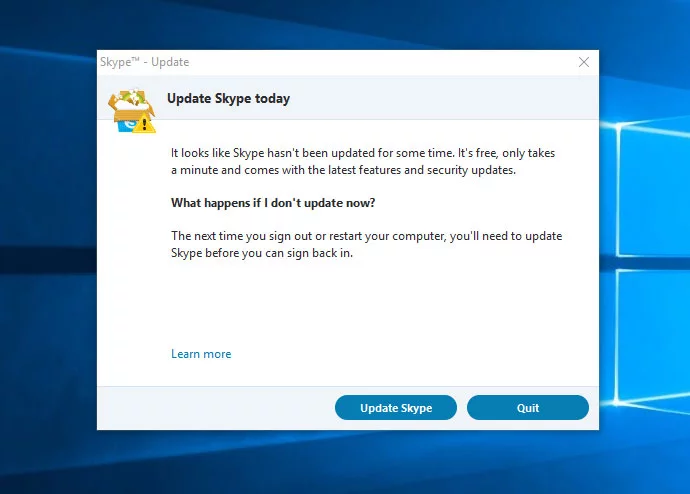 Skype™ - Update
Update Skype today
It looks like Skype hasn't been updated for some time. It's free, only takes
a minute and comes with the latest features and security updates.
What happens if I don't update now?
The next time you sign out or restart your computer, you'll need to update
Skype before you can sign back in.
Learn more
Update Skype
Quit